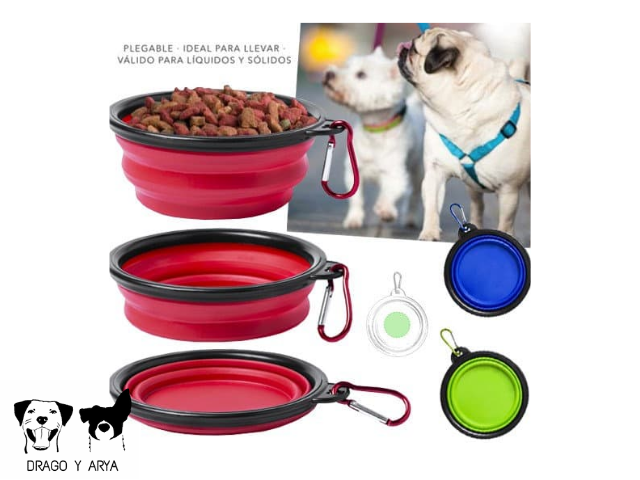 PLEGABLE · IDEAL PARA LLEVAR ·
VÁLIDO PARA LÍQUIDOS Y SÓLIDOS
DRAGO Y ARYA